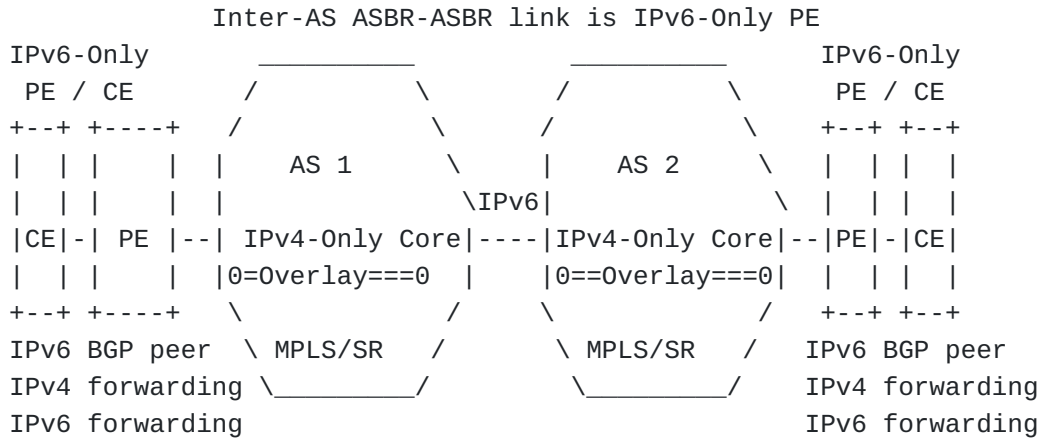 Inter-AS ASBR-ASBR link is IPv6-Only PE
IPv6-Only IPv6-Only
PE / CE PE / CE
AS 1 AS 2
IPv6
CE PE IPv4-Only Core IPv4-Only Core PE CE
0=Overlay===0 0==Overlay===0
IPv6 BGP peer MPLS/SR MPLS/SR IPv6 BGP peer
IPv4 forwarding IPv4 forwarding
IPv6 forwarding IPv6 forwarding